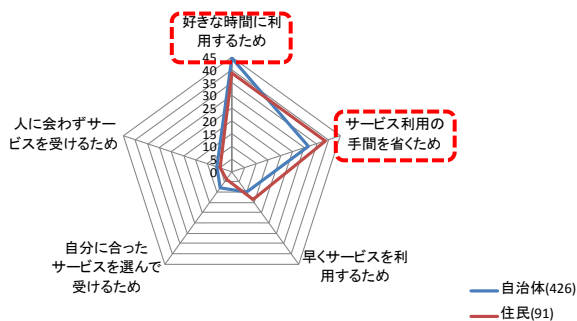 好きな時間に利
用するため
45
40
35
30
25
20
15
10
5
0
人に会わずサー
ビスを受けるため
サービス利用の
手間を省くため
自分に合った
サービスを選んで
受けるため
早くサービスを利
用するため
自治体(426)
住民(91)